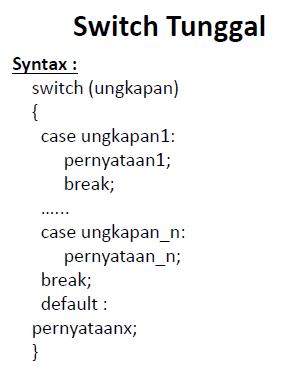 Switch Tunggal
Syntax :
switch (ungkapan)
{
case ungkapan1:
pernyataan1;
break;
......
case ungkapan_n:
pernyataan_n;
break;
default :
pernyataanx;
}